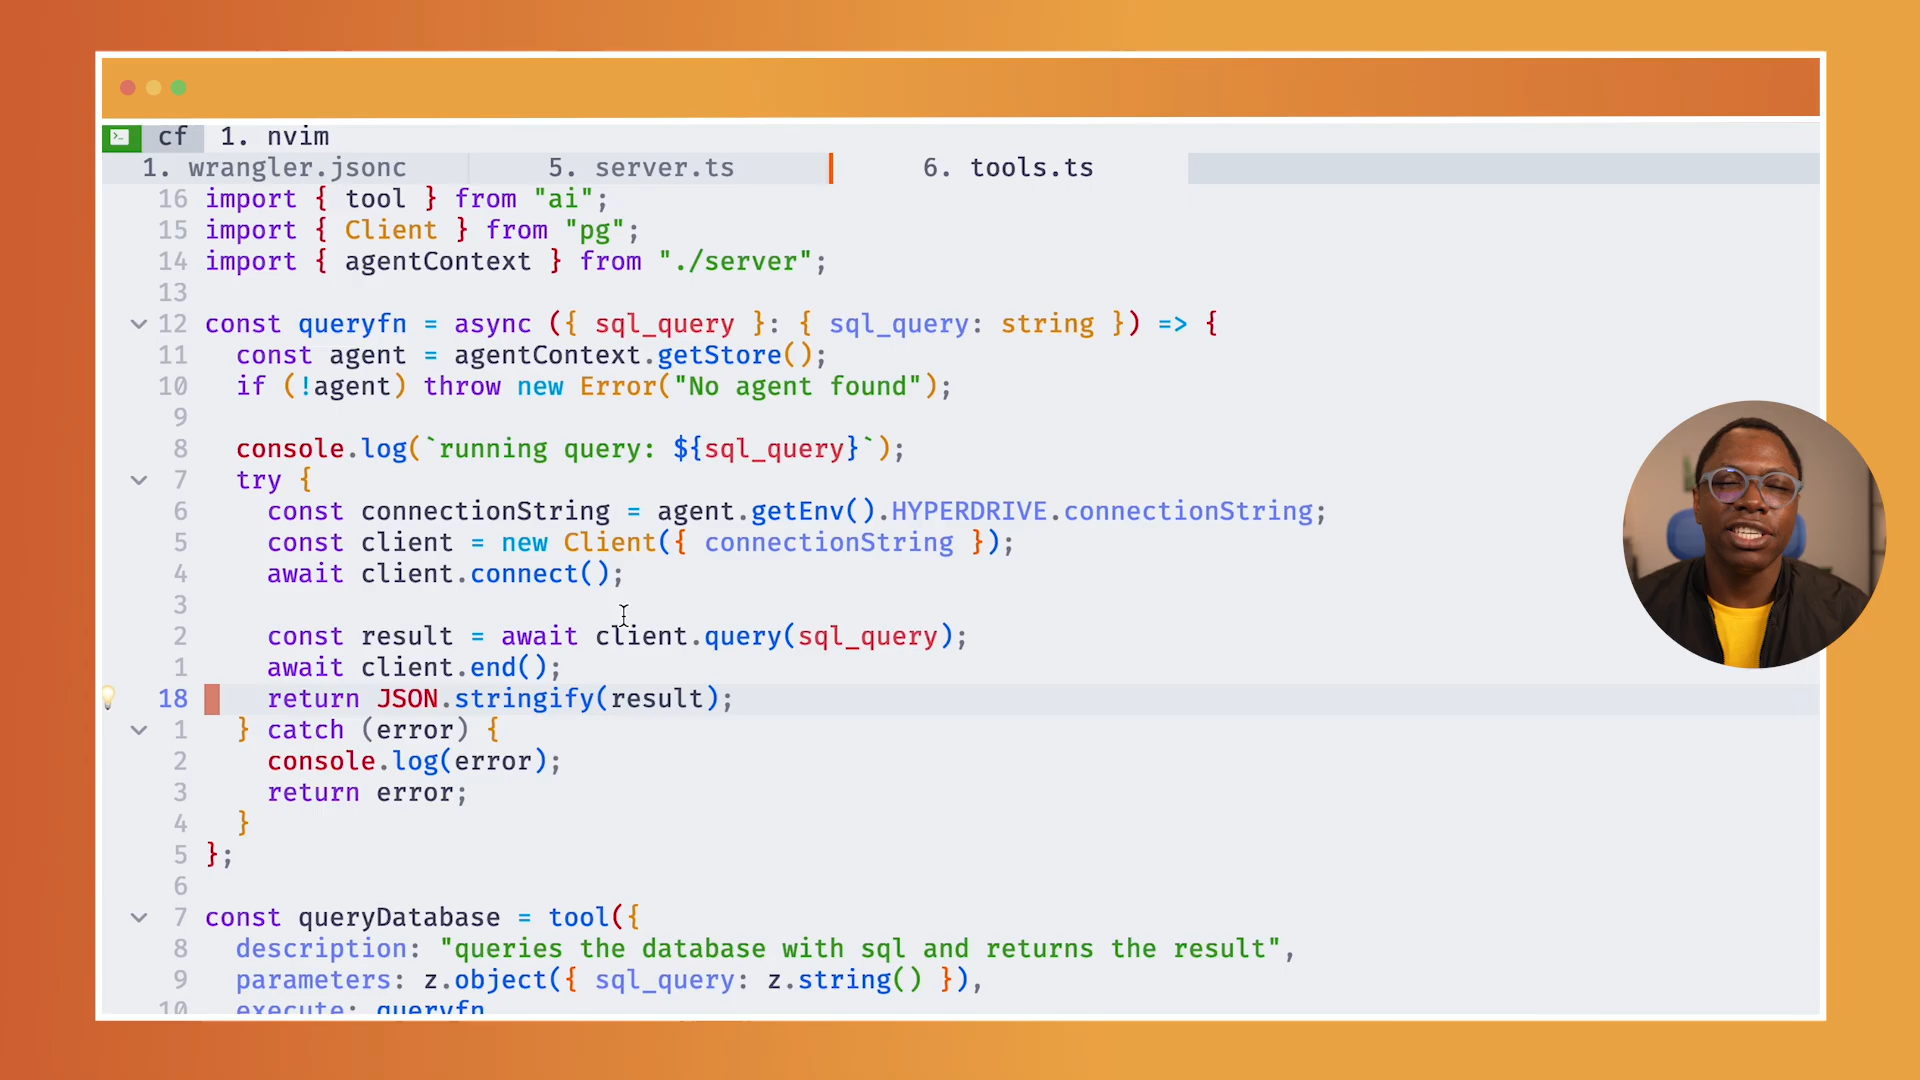 cf 1. nvim
1. wrangler.jsonc 5. server.ts 6. tools.ts
16 import { tool } from "ai";
15 import { Client } from "pg";
14 import { agentContext } from "./server";
13
12 const queryfn = async ({ sql_query }: { sql_query: string }) => {
11 const agent = agentContext.getStore();
10 if (!agent) throw new Error("No agent found");
9
8 console.log(`running query: ${sql_query}`);
7 try {
6 const connectionString = agent.getEnv().HYPERDRIVE.connectionString;
5 const client = new Client({ connectionString });
4 await client.connect();
3
2 const result = await client.query(sql_query);
1 await client.end();
18 return JSON.stringify(result);
1 } catch (error) {
2 console.log(error);
3 return error;
4 }
5 };
6
7 const queryDatabase = tool({
8 description: "queries the database with sql and returns the result",
9 parameters: z.object({ sql_query: z.string() }),
10 execute: queryfn